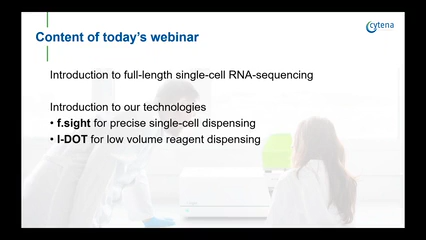 cytena
Content of today's webinar
Introduction to full-length single-cell RNA-sequencing
Introduction to our technologies
• f.sight for precise single-cell dispensing
• I-DOT for low volume reagent dispensing